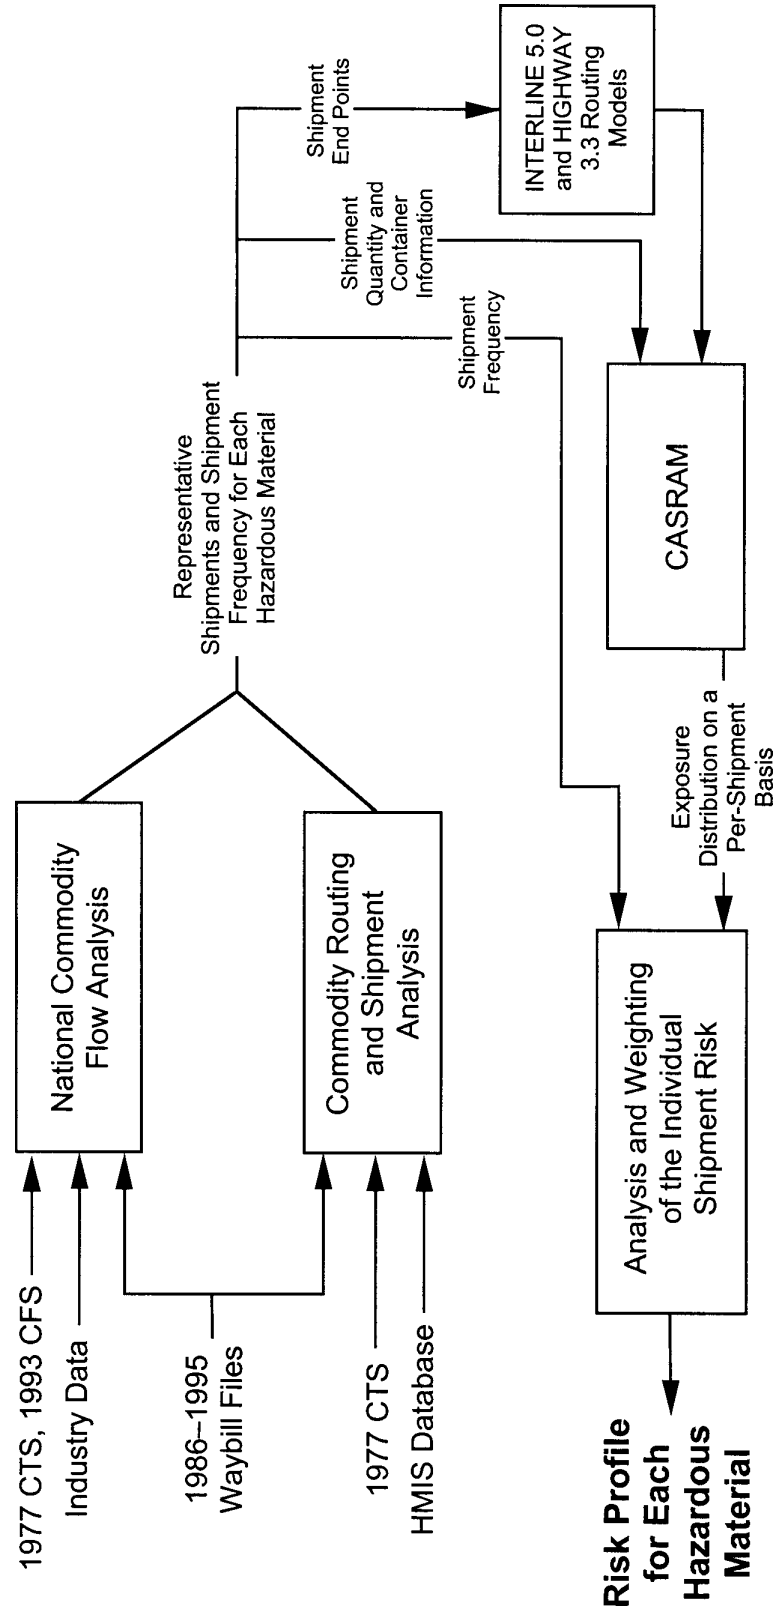 1977 CTS, 1993 CFS
Industry Data
1986–1995
Waybill Files
1977 CTS
HMIS Database
National Commodity
Flow Analysis
Commodity Routing
and Shipment
Analysis
Representative
Shipments and Shipment
Frequency for Each
Hazardous Material
Shipment
End Points
Shipment
Quantity and
Container
Information
Shipment
Frequency
INTERLINE 5.0
and HIGHWAY
3.3 Routing
Models
CASRAM
Exposure
Distribution on a
Per-Shipment
Basis
Analysis and Weighting
of the Individual
Shipment Risk
Risk Profile
for Each
Hazardous
Material